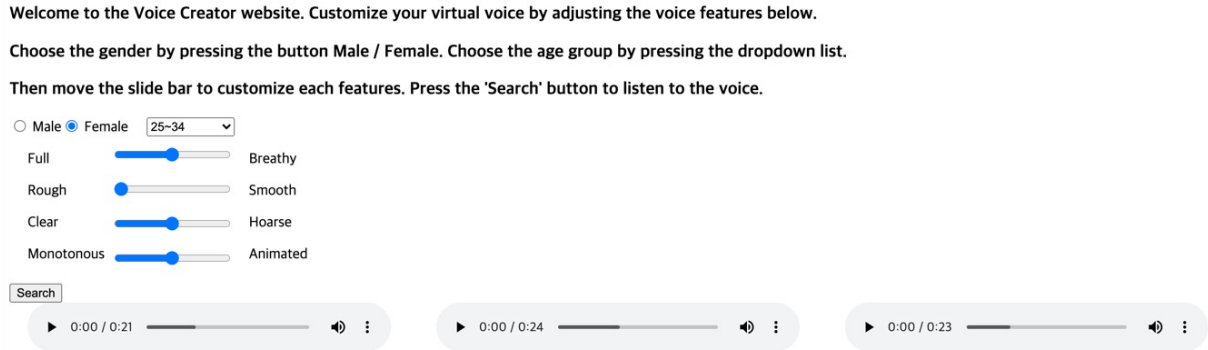 Welcome to the Voice Creator website. Customize your virtual voice by adjusting the voice features below.
Choose the gender by pressing the button Male / Female. Choose the age group by pressing the dropdown list.
Then move the slide bar to customize each features. Press the 'Search' button to listen to the voice.
Male Female 25~34
Full Breathy
Rough Smooth
Clear Hoarse
Monotonous Animated
Search
0:00 / 0:21 0:00 / 0:24 0:00 / 0:23